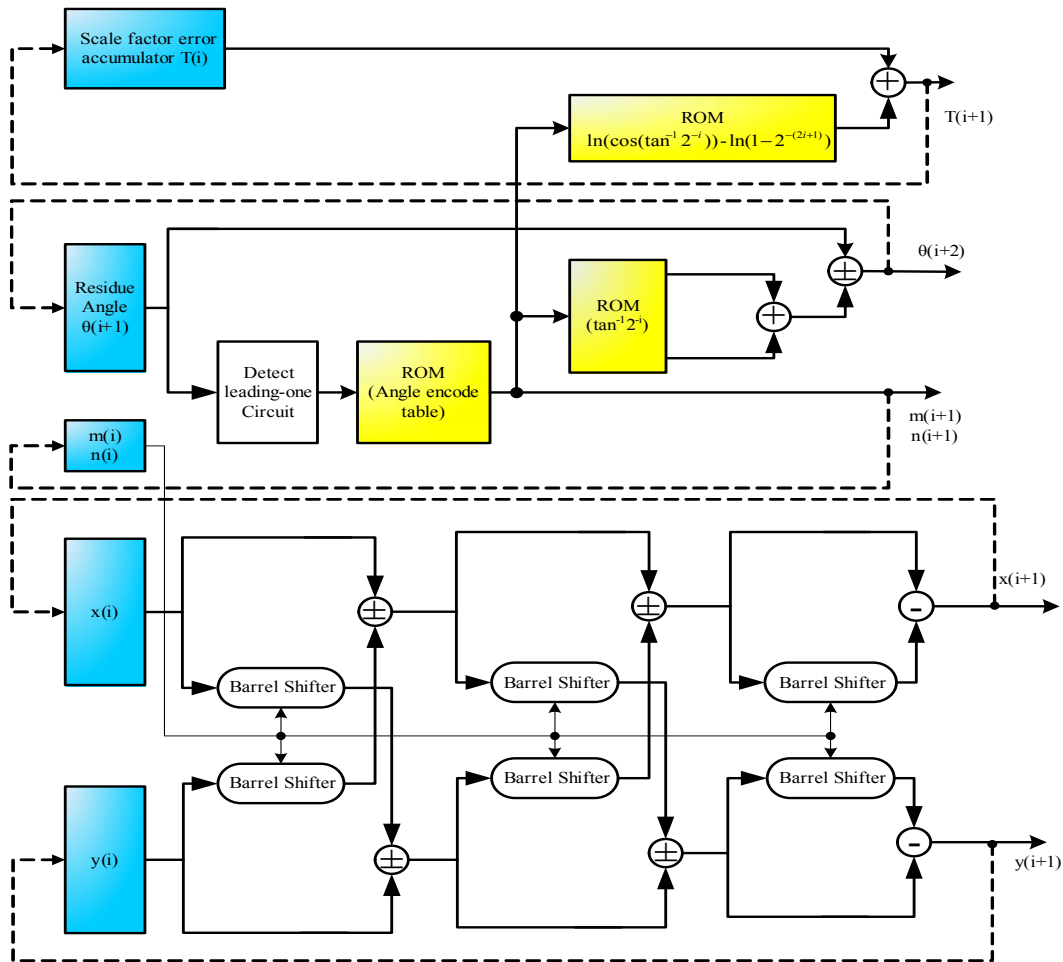 Scale factor error
accumulator T(i)
+
T(i+1)
ROM
ln(cos(tan⁻¹ 2⁻ⁱ))-ln(1−2⁻⁽²ⁱ⁺¹⁾)
Residue
Angle
θ(i+1)
±
θ(i+2)
ROM
(tan⁻¹2⁻ⁱ)
+
Detect
leading-one
Circuit
ROM
(Angle encode
table)
m(i+1)
n(i+1)
m(i)
n(i)
x(i)
±
±
-
x(i+1)
Barrel Shifter
Barrel Shifter
Barrel Shifter
Barrel Shifter
Barrel Shifter
Barrel Shifter
y(i)
±
±
-
y(i+1)